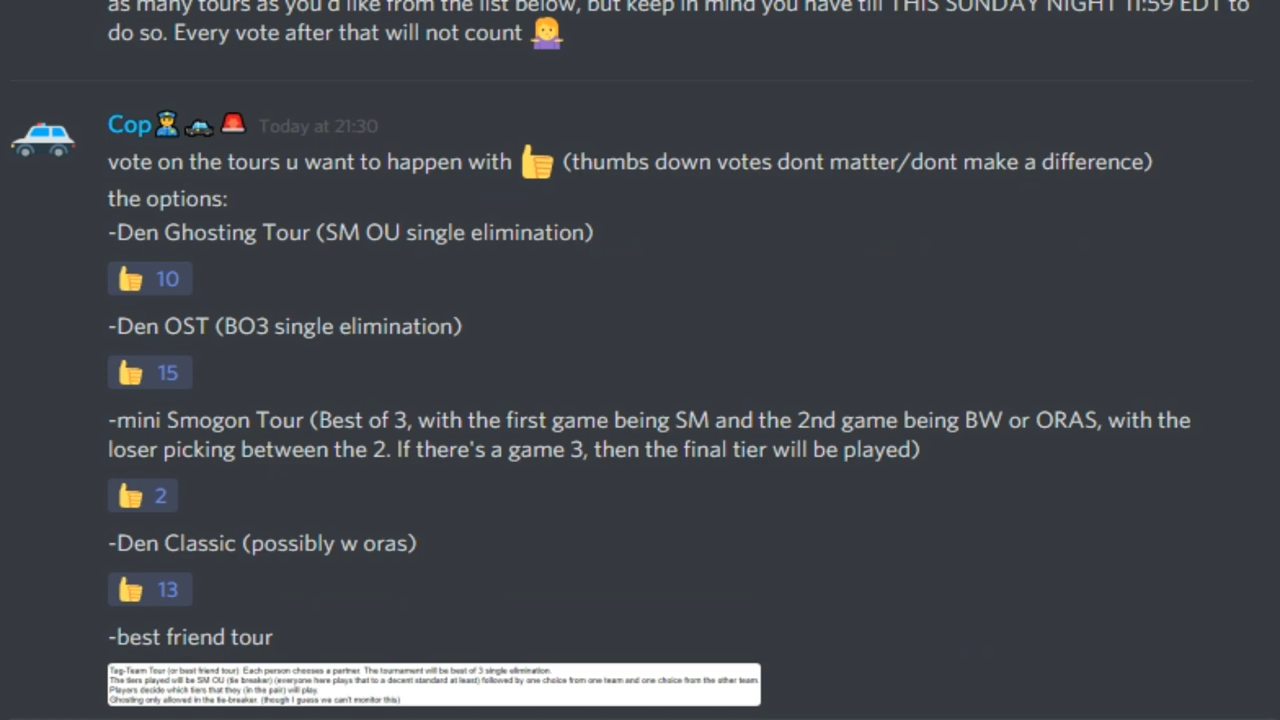 as many tours as you'd like from the list below, but keep in mind you have till THIS SUNDAY NIGHT 11:59 EDT to
do so. Every vote after that will not count
Cop Today at 21:30
vote on the tours u want to happen with (thumbs down votes dont matter/dont make a difference)
the options:
-Den Ghosting Tour (SM OU single elimination)
10
-Den OST (BO3 single elimination)
15
-mini Smogon Tour (Best of 3, with the first game being SM and the 2nd game being BW or ORAS, with the
loser picking between the 2. If there's a game 3, then the final tier will be played)
2
-Den Classic (possibly w oras)
13
-best friend tour
Tag-Team Tour (or best friend tour). Each person chooses a partner. The tournament will be best of 3 single elimination.
The tiers played will be SM OU (tie breaker) (everyone here plays that to a decent standard at least) followed by one choice from one team and one choice from the other team.
Players decide which tiers that they (in the pair) will play.
Ghosting only allowed in the tie-breaker. (though I guess we can't monitor this)